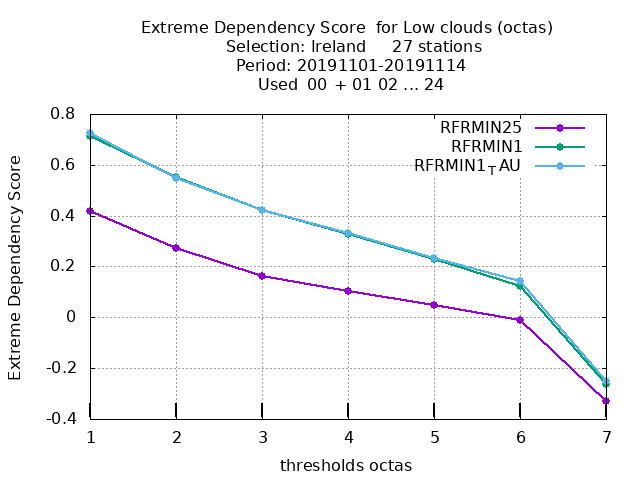 Extreme Dependency Score  for Low clouds (octas)
Selection: Ireland     27 stations
Period: 20191101-20191114
Used  00  + 01 02 ... 24
RFRMIN25
RFRMIN1
RFRMIN1TAU
Extreme Dependency Score
0.8
0.6
0.4
0.2
0
-0.2
-0.4
1 2 3 4 5 6 7
thresholds octas